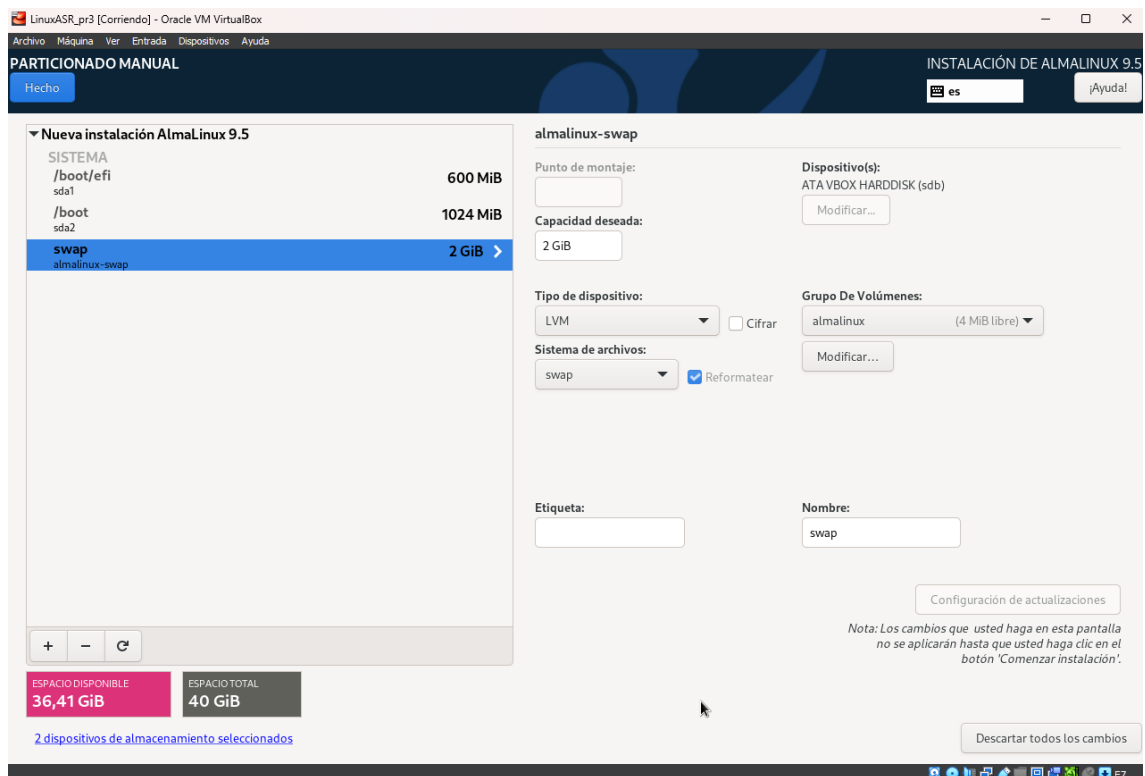 LinuxASR_pr3 [Corriendo] - Oracle VM VirtualBox
Archivo Máquina Ver Entrada Dispositivos Ayuda
PARTICIONADO MANUAL
INSTALACIÓN DE ALMALINUX 9.5
Hecho
es
¡Ayuda!
Nueva instalación AlmaLinux 9.5
SISTEMA
/boot/efi
600 MiB
sda1
/boot
1024 MiB
sda2
swap
2 GiB
almalinux-swap
almalinux-swap
Punto de montaje:
Dispositivo(s):
ATA VBOX HARDDISK (sdb)
Modificar...
Capacidad deseada:
2 GiB
Tipo de dispositivo:
Grupo De Volúmenes:
LVM
Cifrar
almalinux (4 MiB libre)
Sistema de archivos:
Modificar...
swap
Reformatear
Etiqueta:
Nombre:
swap
Configuración de actualizaciones
Nota: Los cambios que usted haga en esta pantalla
no se aplicarán hasta que usted haga clic en el
botón 'Comenzar instalación'.
+ −
ESPACIO DISPONIBLE
36,41 GiB
ESPACIO TOTAL
40 GiB
2 dispositivos de almacenamiento seleccionados
Descartar todos los cambios